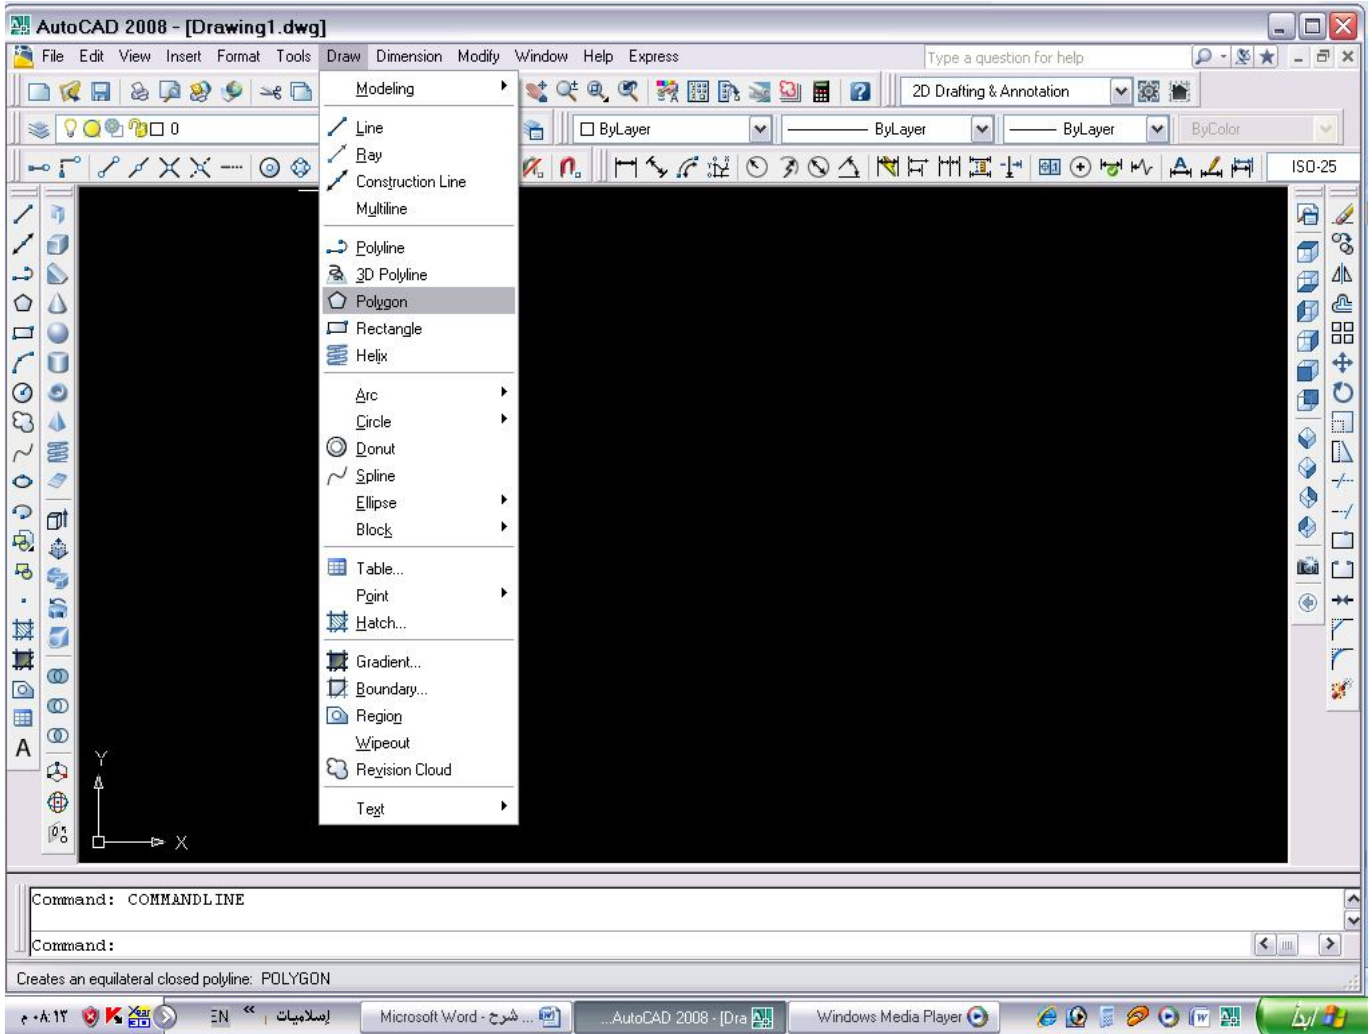 AutoCAD 2008 - [Drawing1.dwg]
File Edit View Insert Format Tools Draw Dimension Modify Window Help Express
Type a question for help
2D Drafting & Annotation
0
ByLayer
ByLayer
ByLayer
ByColor
ISO-25
Modeling
Line
Ray
Construction Line
Multiline
Polyline
3D Polyline
Polygon
Rectangle
Helix
Arc
Circle
Donut
Spline
Ellipse
Block
Table...
Point
Hatch...
Gradient...
Boundary...
Region
Wipeout
Revision Cloud
Text
A
Y
X
Command: COMMANDLINE
Command:
Creates an equilateral closed polyline: POLYGON
٠٨:١٣ م
EN
إسلاميات
Microsoft Word - شرح ...
...AutoCAD 2008 - [Dra
Windows Media Player
ابدأ